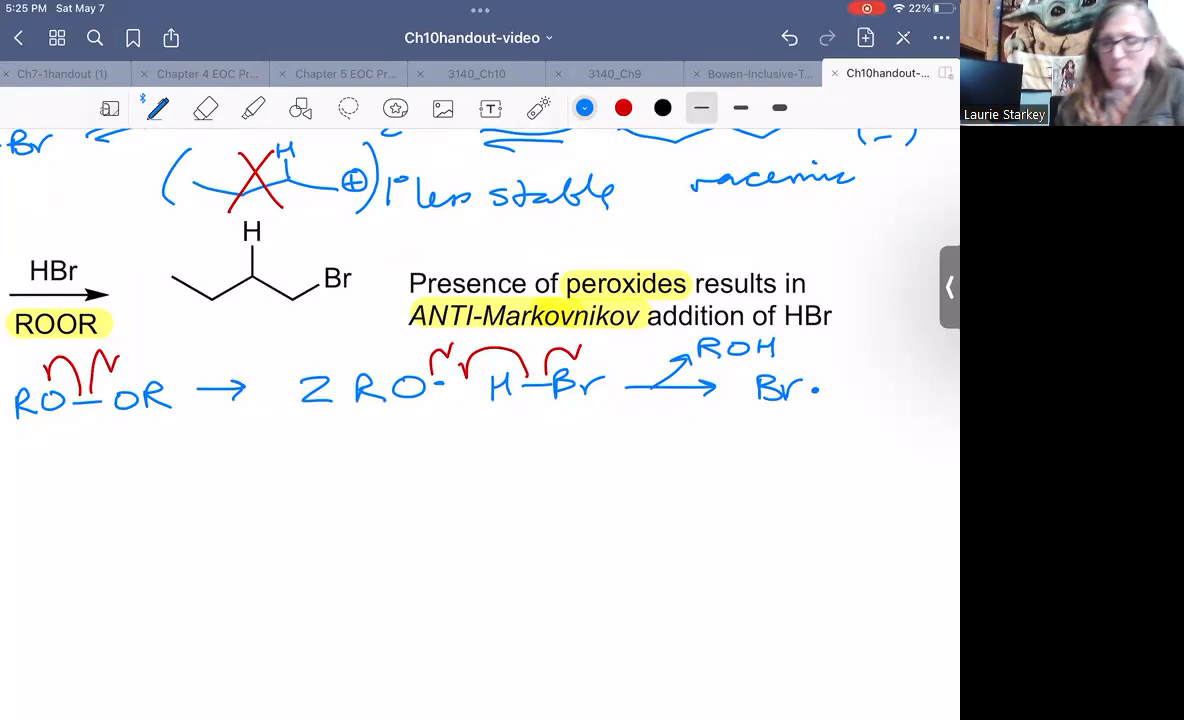 5:25 PM Sat May 7
22%
Ch10handout-video
Ch7-1handout (1)
Chapter 4 EOC Pr...
Chapter 5 EOC Pr...
3140_Ch10
3140_Ch9
Bowen-Inclusive-T...
Ch10handout-...
Laurie Starkey
Br
H
⊕ 1° less stable racemic
H
HBr
Br
ROOR
Presence of peroxides results in
ANTI-Markovnikov addition of HBr
ROH
RO—OR → 2 RO• H—Br → Br•